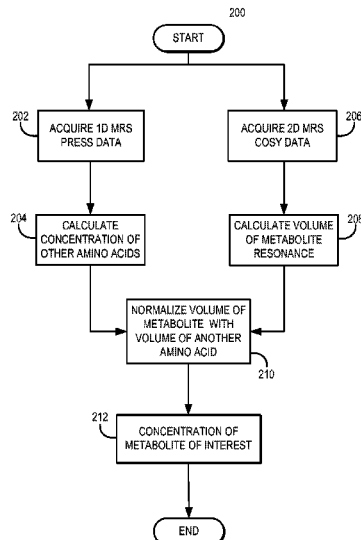 200
START
202
ACQUIRE 1D MRS
PRESS DATA
206
ACQUIRE 2D MRS
COSY DATA
204
CALCULATE
CONCENTRATION OF
OTHER AMINO ACIDS
208
CALCULATE VOLUME
OF METABOLITE
RESONANCE
NORMALIZE VOLUME OF
METABOLITE WITH
VOLUME OF ANOTHER
AMINO ACID
210
212
CONCENTRATION OF
METABOLITE OF
INTEREST
END